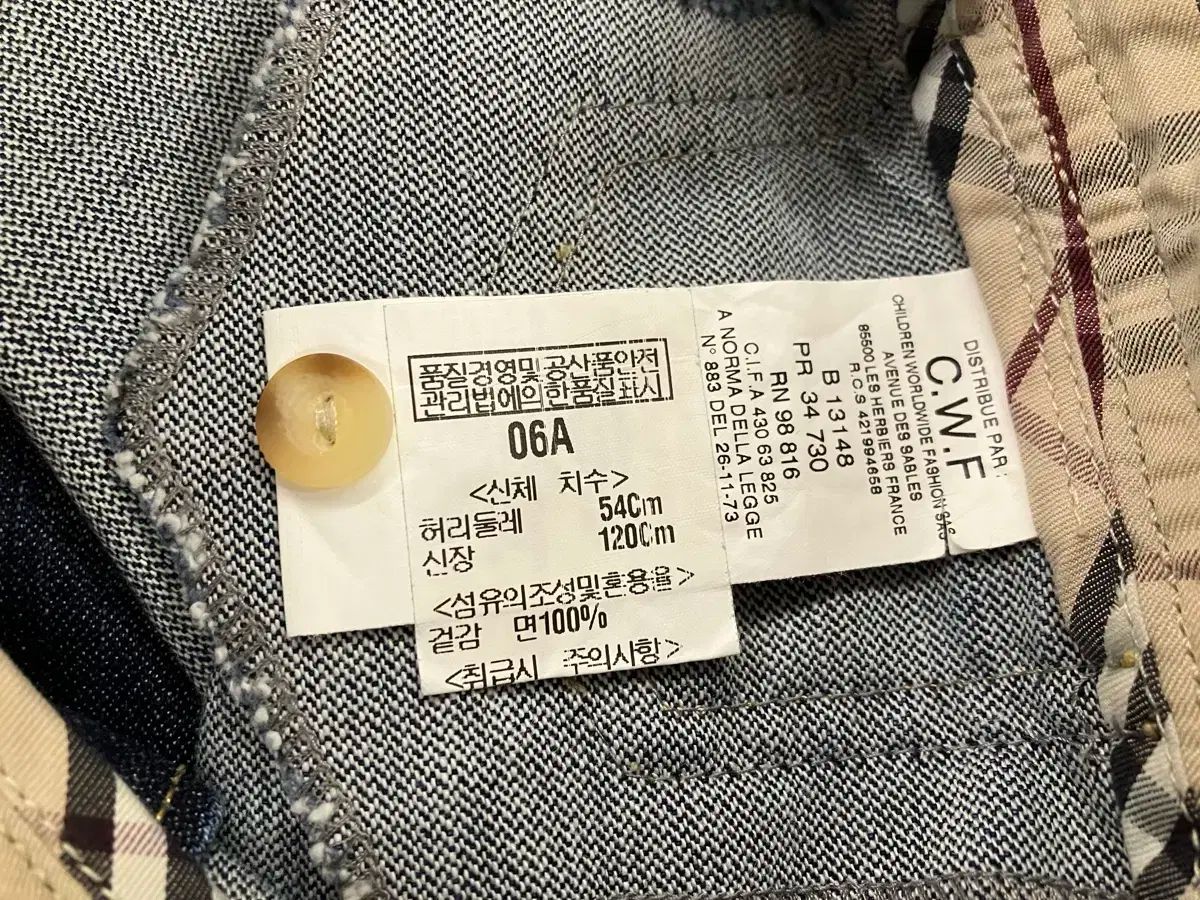 품질경영및 공산품안전
관리법에의한품질표시
06A
<신체 치수>
허리둘레 54Cm
신장 120Cm
<섬유의조성및혼용율>
겉감 면100%
<취급시 주의사항>
DISTRIBUE PAR:
C.W.F
CHILDREN WORLDWIDE FASHION SAS
AVENUE DES SABLES
85500 LES HERBIERS FRANCE
R.C.S 421994658
B 13148
PR 34 730
RN 98 816
C.I.F.A 430 63 825
A NORMA DELLA LEGGE
N° 883 DEL 26-11-73